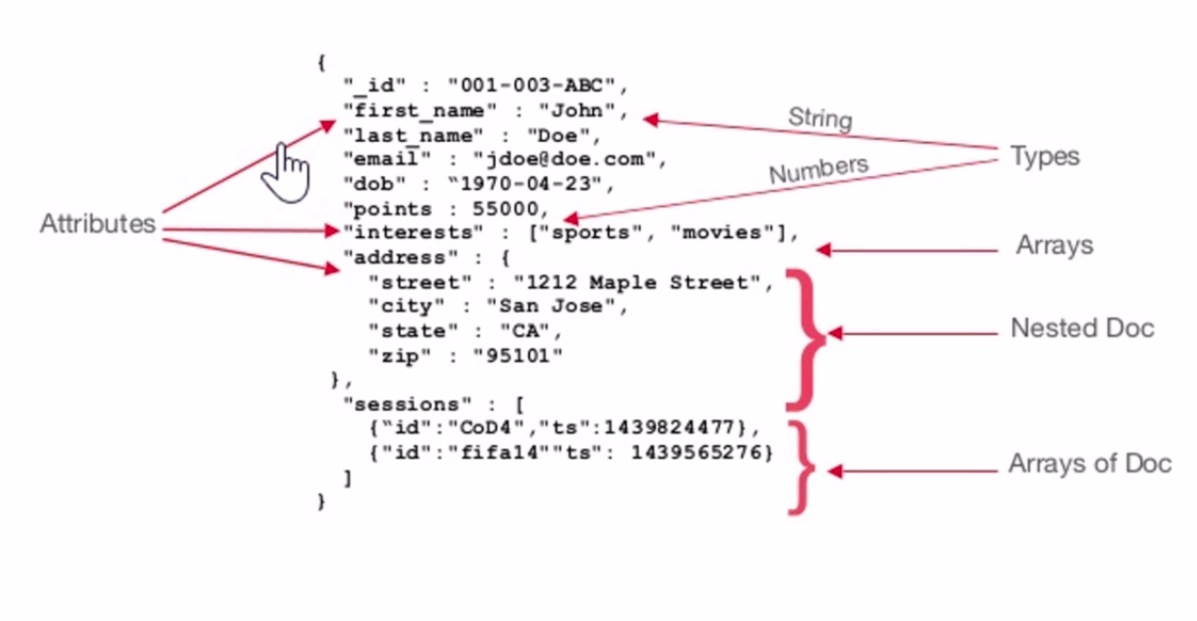 {
"_id" : "001-003-ABC",
"first_name" : "John",
"last_name" : "Doe",
"email" : "jdoe@doe.com",
"dob" : “1970-04-23",
"points : 55000,
"interests" : ["sports", "movies"],
"address" : {
"street" : "1212 Maple Street",
"city" : "San Jose",
"state" : "CA",
"zip" : "95101"
},
"sessions" : [
{“id":"CoD4","ts":1439824477},
{"id":"fifa14""ts": 1439565276}
]
}
Attributes
String
Numbers
Types
Arrays
Nested Doc
Arrays of Doc